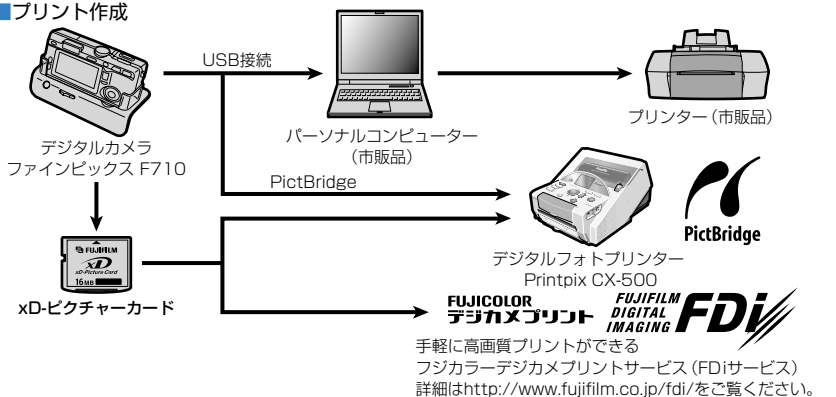 ■プリント作成
USB接続
デジタルカメラ
ファインピックス F710
パーソナルコンピューター
(市販品)
プリンター(市販品)
PictBridge
PictBridge
FUJIFILM
xD
xD-Picture Card
16MB
xD-ピクチャーカード
デジタルフォトプリンター
Printpix CX-500
FUJICOLOR
デジカメプリント
FUJIFILM
DIGITAL
IMAGING
FDi
手軽に高画質プリントができる
フジカラーデジカメプリントサービス(FDiサービス)
詳細はhttp://www.fujifilm.co.jp/fdi/をご覧ください。